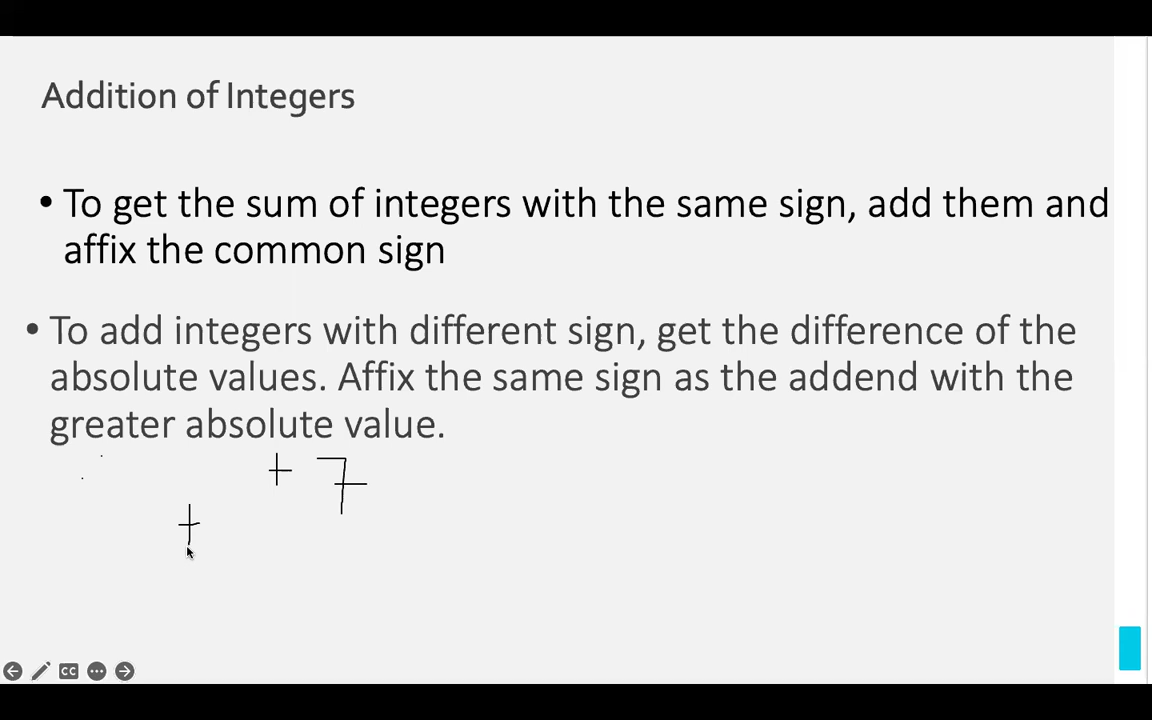 Addition of Integers
• To get the sum of integers with the same sign, add them and
affix the common sign
• To add integers with different sign, get the difference of the
absolute values. Affix the same sign as the addend with the
greater absolute value.
+ 7
+
CC